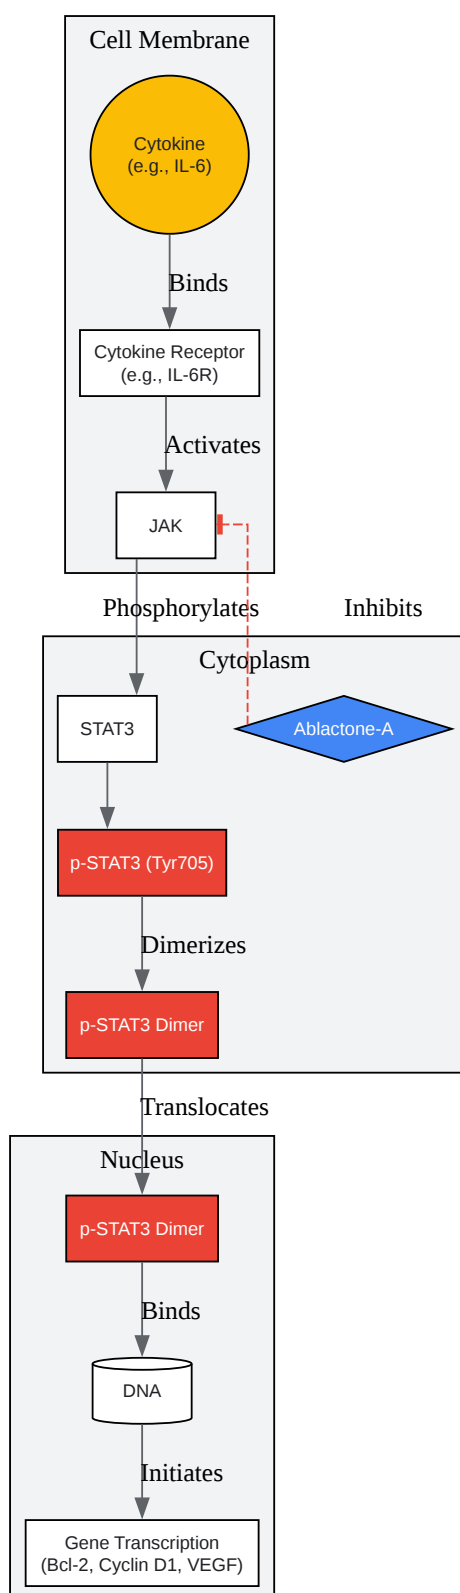 Cell Membrane
Cytokine
(e.g., IL-6)
Binds
Cytokine Receptor
(e.g., IL-6R)
Activates
JAK
Phosphorylates
Inhibits
Cytoplasm
STAT3
Ablactone-A
p-STAT3 (Tyr705)
Dimerizes
p-STAT3 Dimer
Translocates
Nucleus
p-STAT3 Dimer
Binds
DNA
Initiates
Gene Transcription
(Bcl-2, Cyclin D1, VEGF)